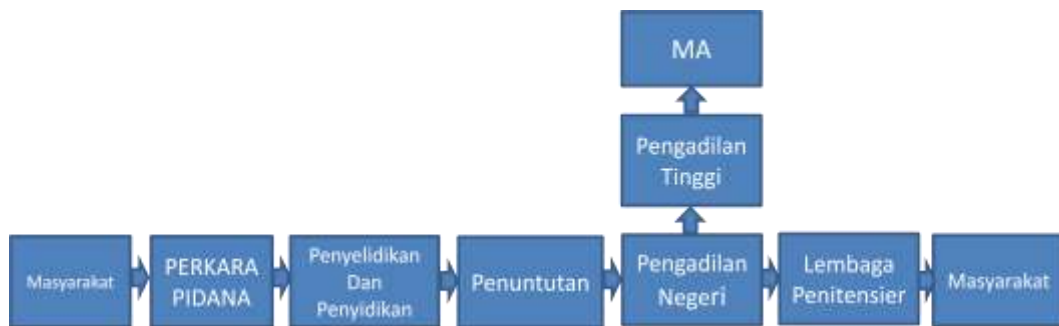 MA
Pengadilan
Tinggi
Masyarakat
PERKARA
PIDANA
Penyelidikan
Dan
Penyidikan
Penuntutan
Pengadilan
Negeri
Lembaga
Penitensier
Masyarakat